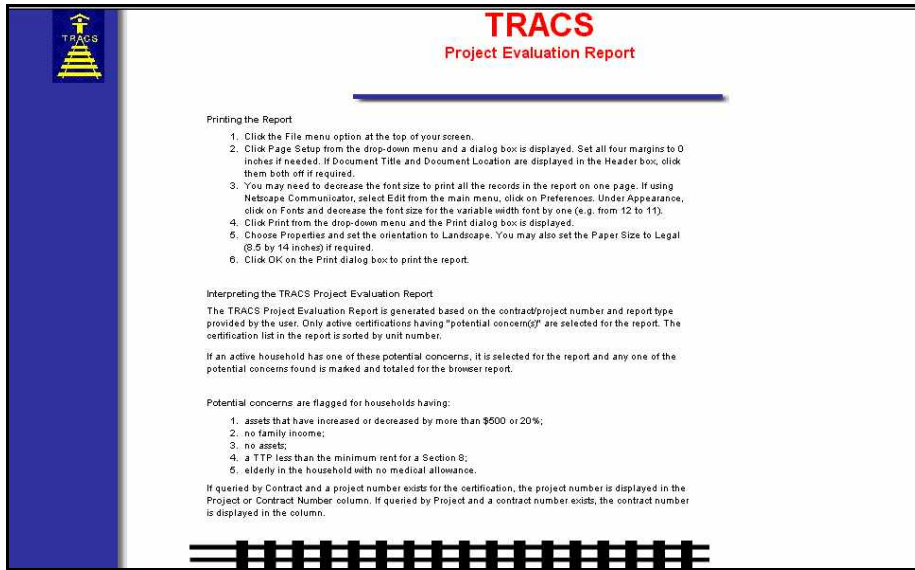 TRACS
TRACS
Project Evaluation Report
Printing the Report
1. Click the File menu option at the top of your screen.
2. Click Page Setup from the drop-down menu and a dialog box is displayed. Set all four margins to 0
inches if needed. If Document Title and Document Location are displayed in the Header box, click
them both off if required.
3. You may need to decrease the font size to print all the records in the report on one page. If using
Netscape Communicator, select Edit from the main menu, click on Preferences. Under Appearance,
click on Fonts and decrease the font size for the variable width font by one (e.g. from 12 to 11).
4. Click Print from the drop-down menu and the Print dialog box is displayed.
5. Choose Properties and set the orientation to Landscape. You may also set the Paper Size to Legal
(8.5 by 14 inches) if required.
6. Click OK on the Print dialog box to print the report.
Interpreting the TRACS Project Evaluation Report
The TRACS Project Evaluation Report is generated based on the contract/project number and report type
provided by the user. Only active certifications having "potential concern(s)" are selected for the report. The
certification list in the report is sorted by unit number.
If an active household has one of these potential concerns, it is selected for the report and any one of the
potential concerns found is marked and totaled for the browser report.
Potential concerns are flagged for households having:
1. assets that have increased or decreased by more than $500 or 20%;
2. no family income;
3. no assets;
4. a TTP less than the minimum rent for a Section 8;
5. elderly in the household with no medical allowance.
If queried by Contract and a project number exists for the certification, the project number is displayed in the
Project or Contract Number column. If queried by Project and a contract number exists, the contract number
is displayed in the column.